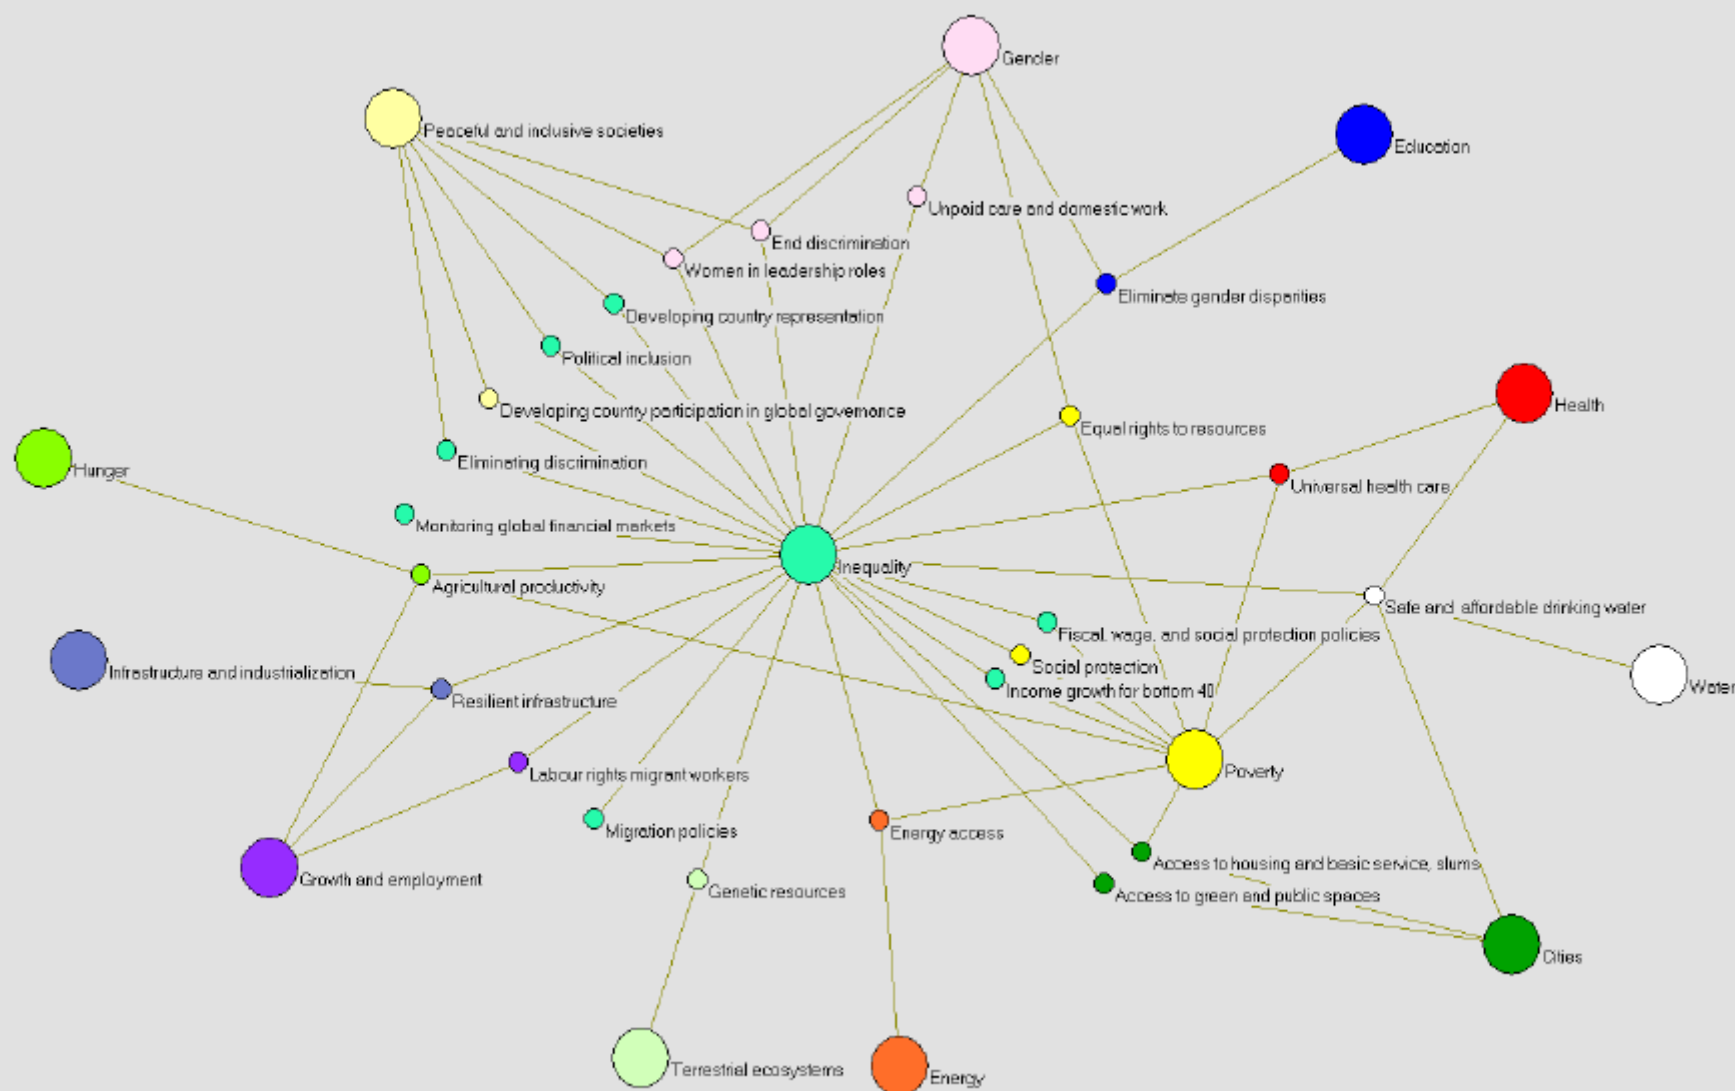 Gender
Peaceful and inclusive societies
Education
Unpaid care and domestic work
End discrimination
Women in leadership roles
Eliminate gender disparities
Developing country representation
Political inclusion
Health
Developing country participation in global governance
Equal rights to resources
Eliminating discrimination
Hunger
Universal health care
Monitoring global financial markets
Inequality
Agricultural productivity
Safe and affordable drinking water
Fiscal, wage, and social protection policies
Social protection
Infrastructure and industrialization
Water
Income growth for bottom 40
Resilient infrastructure
Poverty
Labour rights migrant workers
Migration policies
Energy access
Access to housing and basic service, slums
Growth and employment
Genetic resources
Access to green and public spaces
Cities
Terrestrial ecosystems
Energy